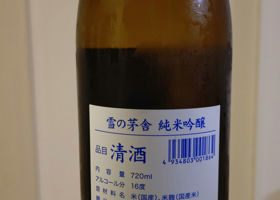 雪の茅舎 純米吟醸
品目 清酒
4 934803 001864
内容量 720ml
アルコール分 16度
原材料名 米(国産)、米麹(国産米)